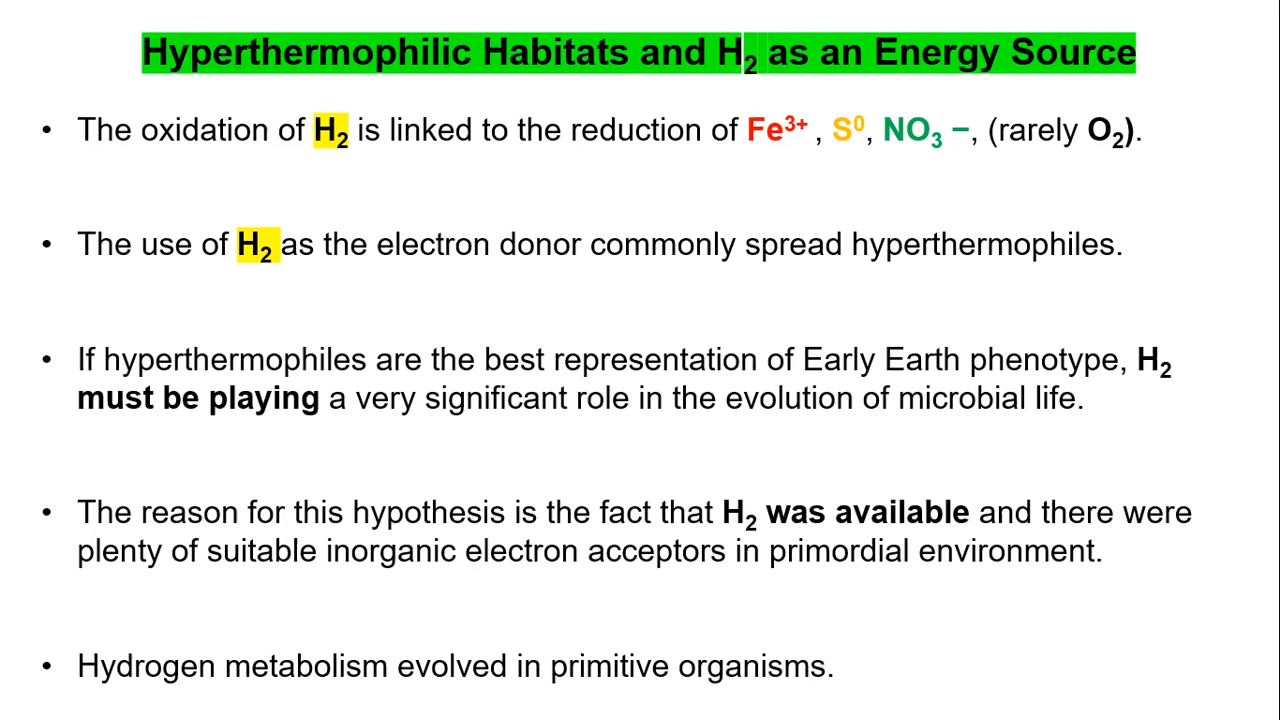 Hyperthermophilic Habitats and H₂ as an Energy Source
• The oxidation of H₂ is linked to the reduction of Fe³⁺ , S⁰, NO₃ −, (rarely O₂).
• The use of H₂ as the electron donor commonly spread hyperthermophiles.
• If hyperthermophiles are the best representation of Early Earth phenotype, H₂
must be playing a very significant role in the evolution of microbial life.
• The reason for this hypothesis is the fact that H₂ was available and there were
plenty of suitable inorganic electron acceptors in primordial environment.
• Hydrogen metabolism evolved in primitive organisms.